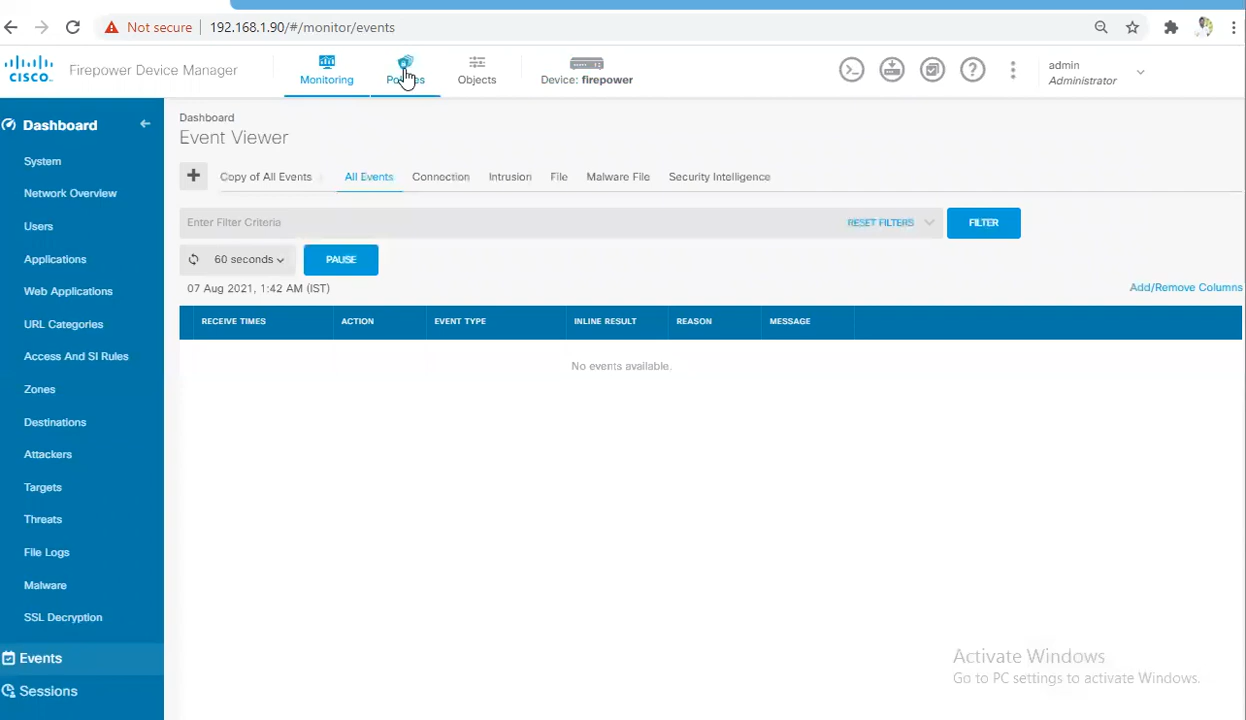 Not secure 192.168.1.90/#/monitor/events
CISCO Firepower Device Manager Monitoring Objects Device: firepower admin
Administrator
Dashboard
System
Network Overview
Users
Applications
Web Applications
URL Categories
Access And SI Rules
Zones
Destinations
Attackers
Targets
Threats
File Logs
Malware
SSL Decryption
Events
Sessions
Dashboard
Event Viewer
Copy of All Events All Events Connection Intrusion File Malware File Security Intelligence
Enter Filter Criteria RESET FILTERS FILTER
60 seconds PAUSE
07 Aug 2021, 1:42 AM (IST) Add/Remove Columns
RECEIVE TIMES ACTION EVENT TYPE INLINE RESULT REASON MESSAGE
No events available.
Activate Windows
Go to PC settings to activate Windows.